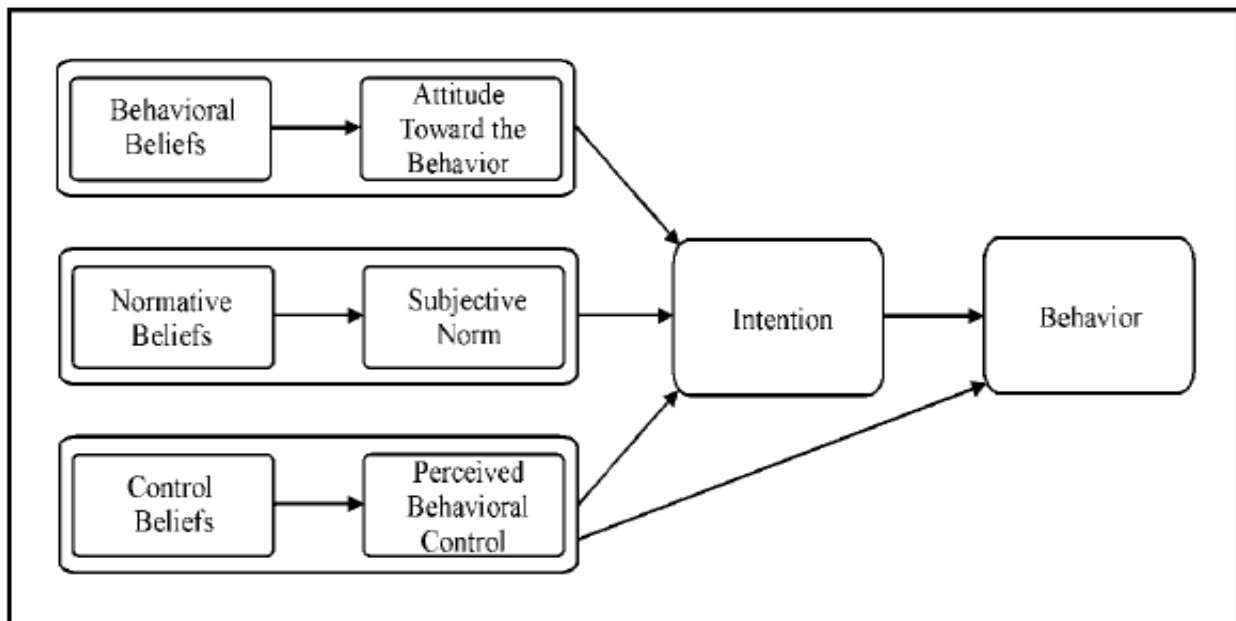 Behavioral
Beliefs
Attitude
Toward the
Behavior
Normative
Beliefs
Subjective
Norm
Control
Beliefs
Perceived
Behavioral
Control
Intention
Behavior